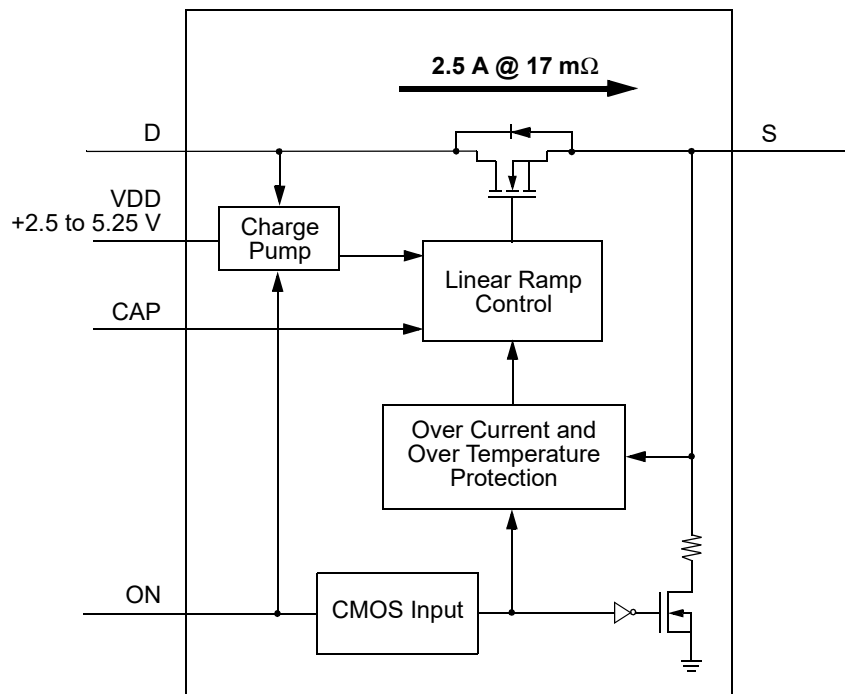 2.5 A @ 17 mΩ
D
S
VDD
+2.5 to 5.25 V
Charge
Pump
Linear Ramp
Control
CAP
Over Current and
Over Temperature
Protection
ON
CMOS Input